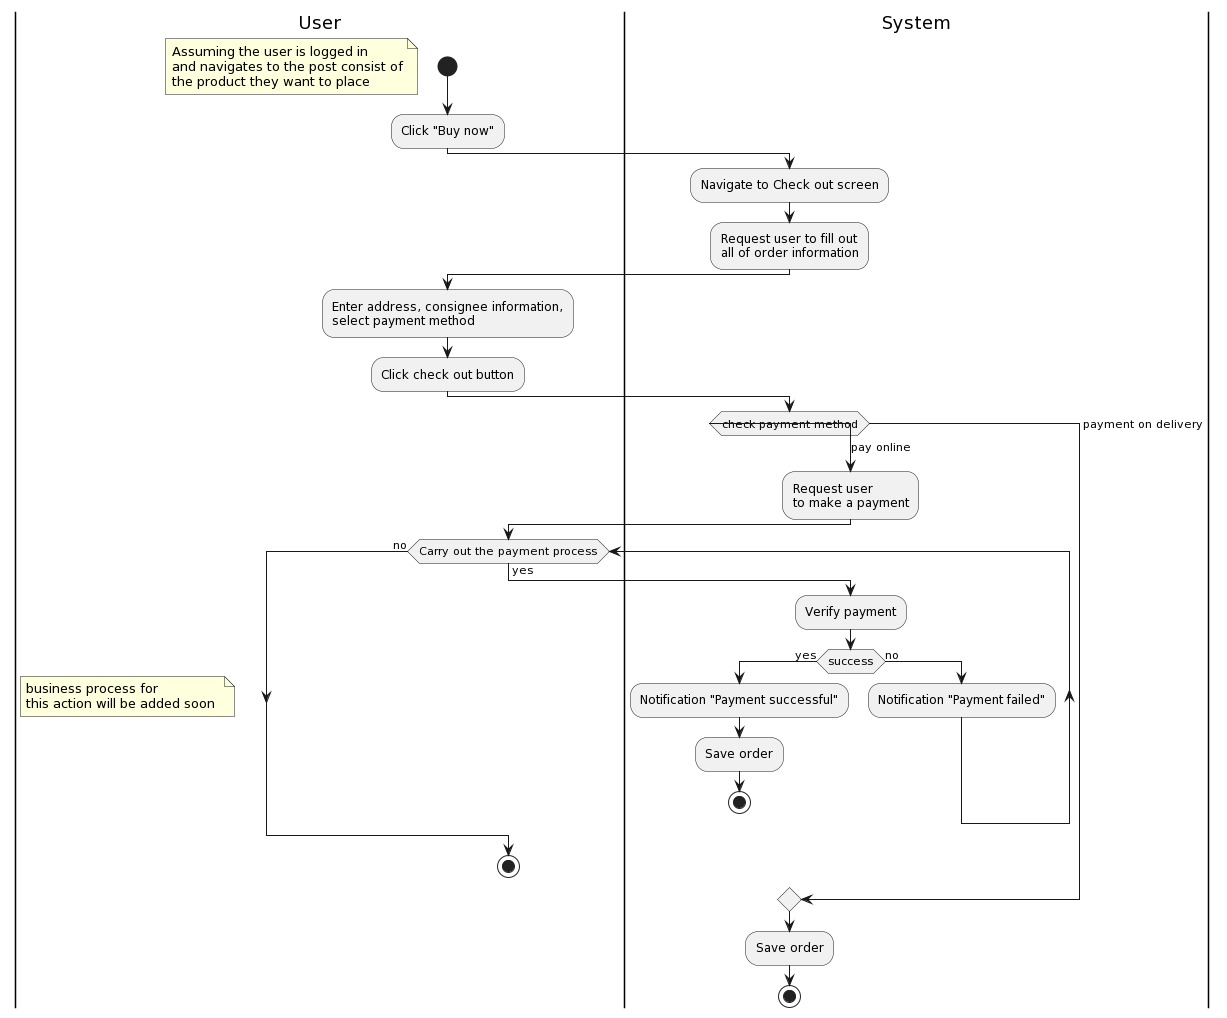 User
System
Assuming the user is logged in
and navigates to the post consist of
the product they want to place
Click "Buy now"
Navigate to Check out screen
Request user to fill out
all of order information
Enter address, consignee information,
select payment method
Click check out button
check payment method
payment on delivery
pay online
Request user
to make a payment
no
Carry out the payment process
yes
Verify payment
yes
success
no
business process for
this action will be added soon
Notification "Payment successful"
Notification "Payment failed"
Save order
Save order